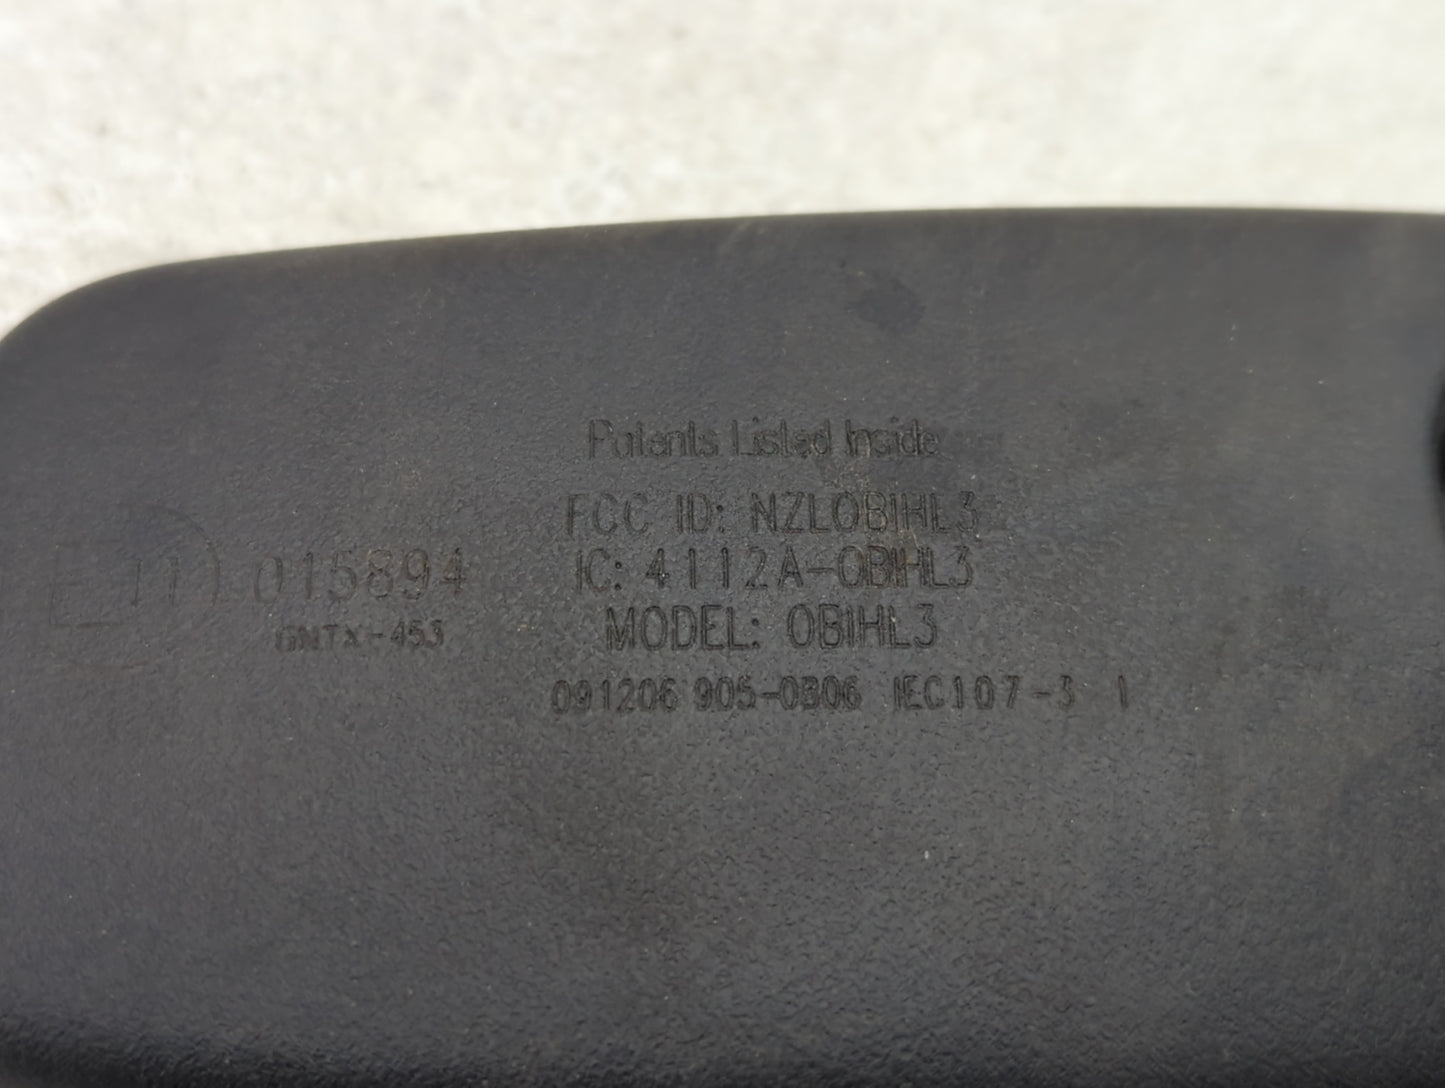 Patents Listed Inside
FCC ID: NZLOBIHL3
IC: 4112A-OBIHL3
MODEL: OBIHL3
091206 905-0B06 IEC107-3 1
E11 015894
GNTX-453